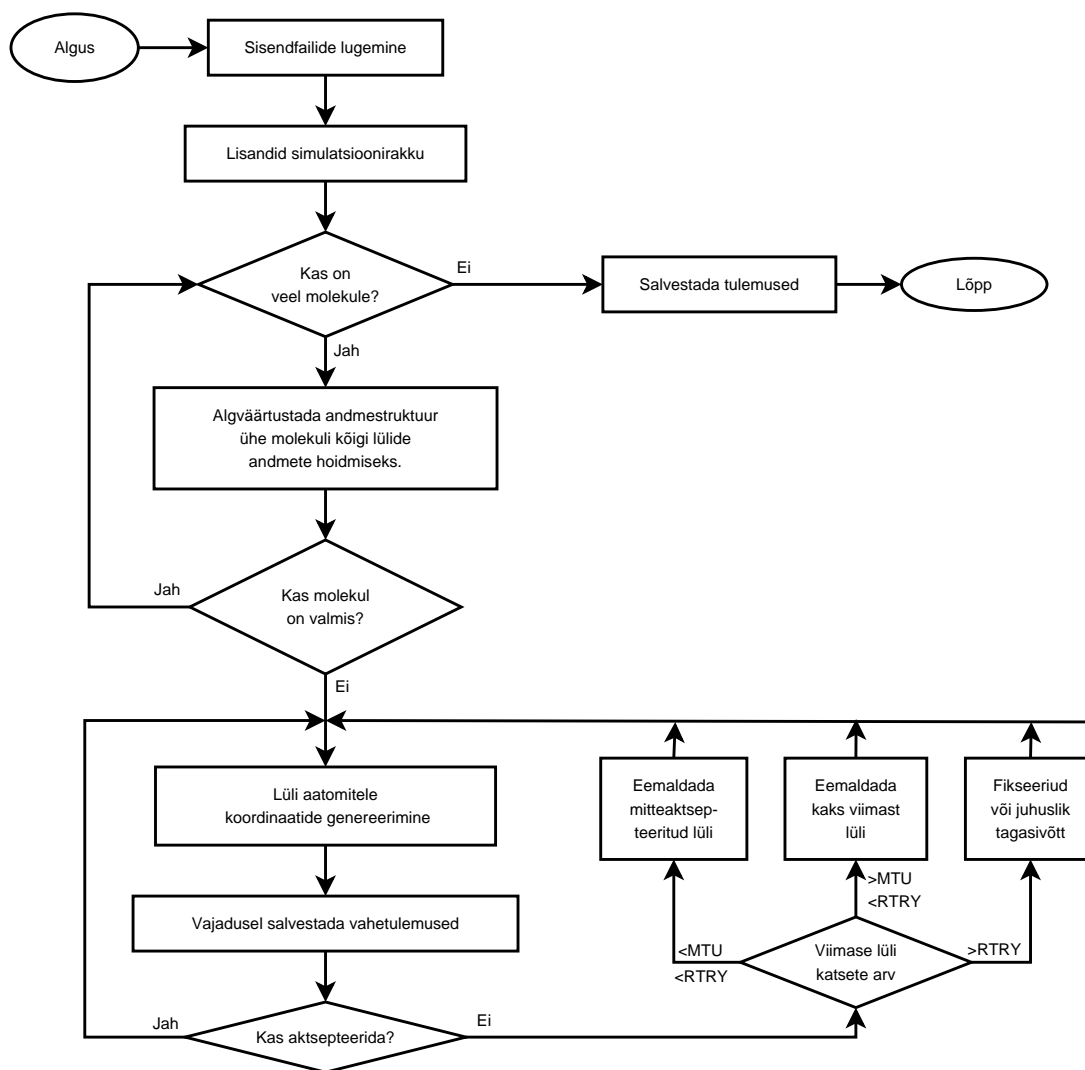 Algus
Sisendfailide lugemine
Lisandid simulatsioonirakku
Kas on
veel molekule?
Ei
Salvestada tulemused
Lõpp
Jah
Algväärtustada andmestruktuur
ühe molekuli kõigi lülide
andmete hoidmiseks.
Jah
Kas molekul
on valmis?
Ei
Lüli aatomitele
koordinaatide genereerimine
Eemaldada
mitteaktsep-
teeritud lüli
Eemaldada
kaks viimast
lüli
Fikseeriud
või juhuslik
tagasivõtt
Vajadusel salvestada vahetulemused
>MTU
<RTRY
<MTU
<RTRY
Viimase lüli
katsete arv
>RTRY
Jah
Kas aktsepteerida?
Ei